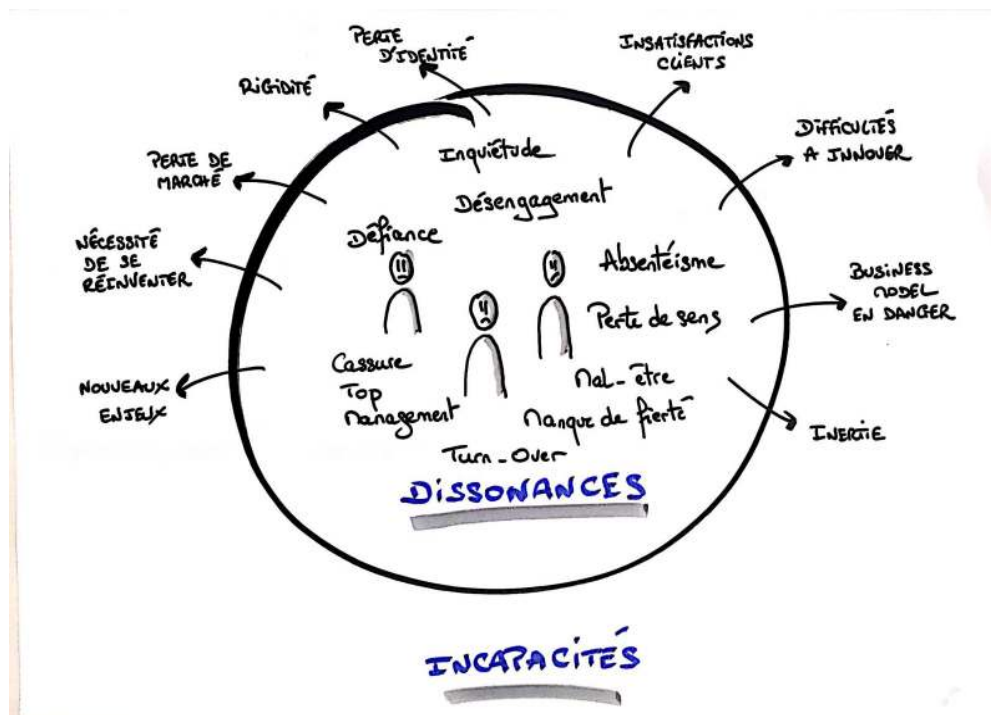 PERTE
D'IDENTITÉ
INSATISFACTIONS
CLIENTS
RIGIDITÉ
DIFFICULTÉS
A INNOVER
PERTE DE
MARCHÉ
Inquiétude
Désengagement
Défiance
NÉCESSITÉ
DE SE
RÉINVENTER
Absentéisme
BUSINESS
MODEL
EN DANGER
Perte de sens
Cassure
Top
Management
Mal-être
Manque de fierté
NOUVEAUX
ENJEUX
INERTIE
Turn-Over
DISSONANCES
INCAPACITÉS